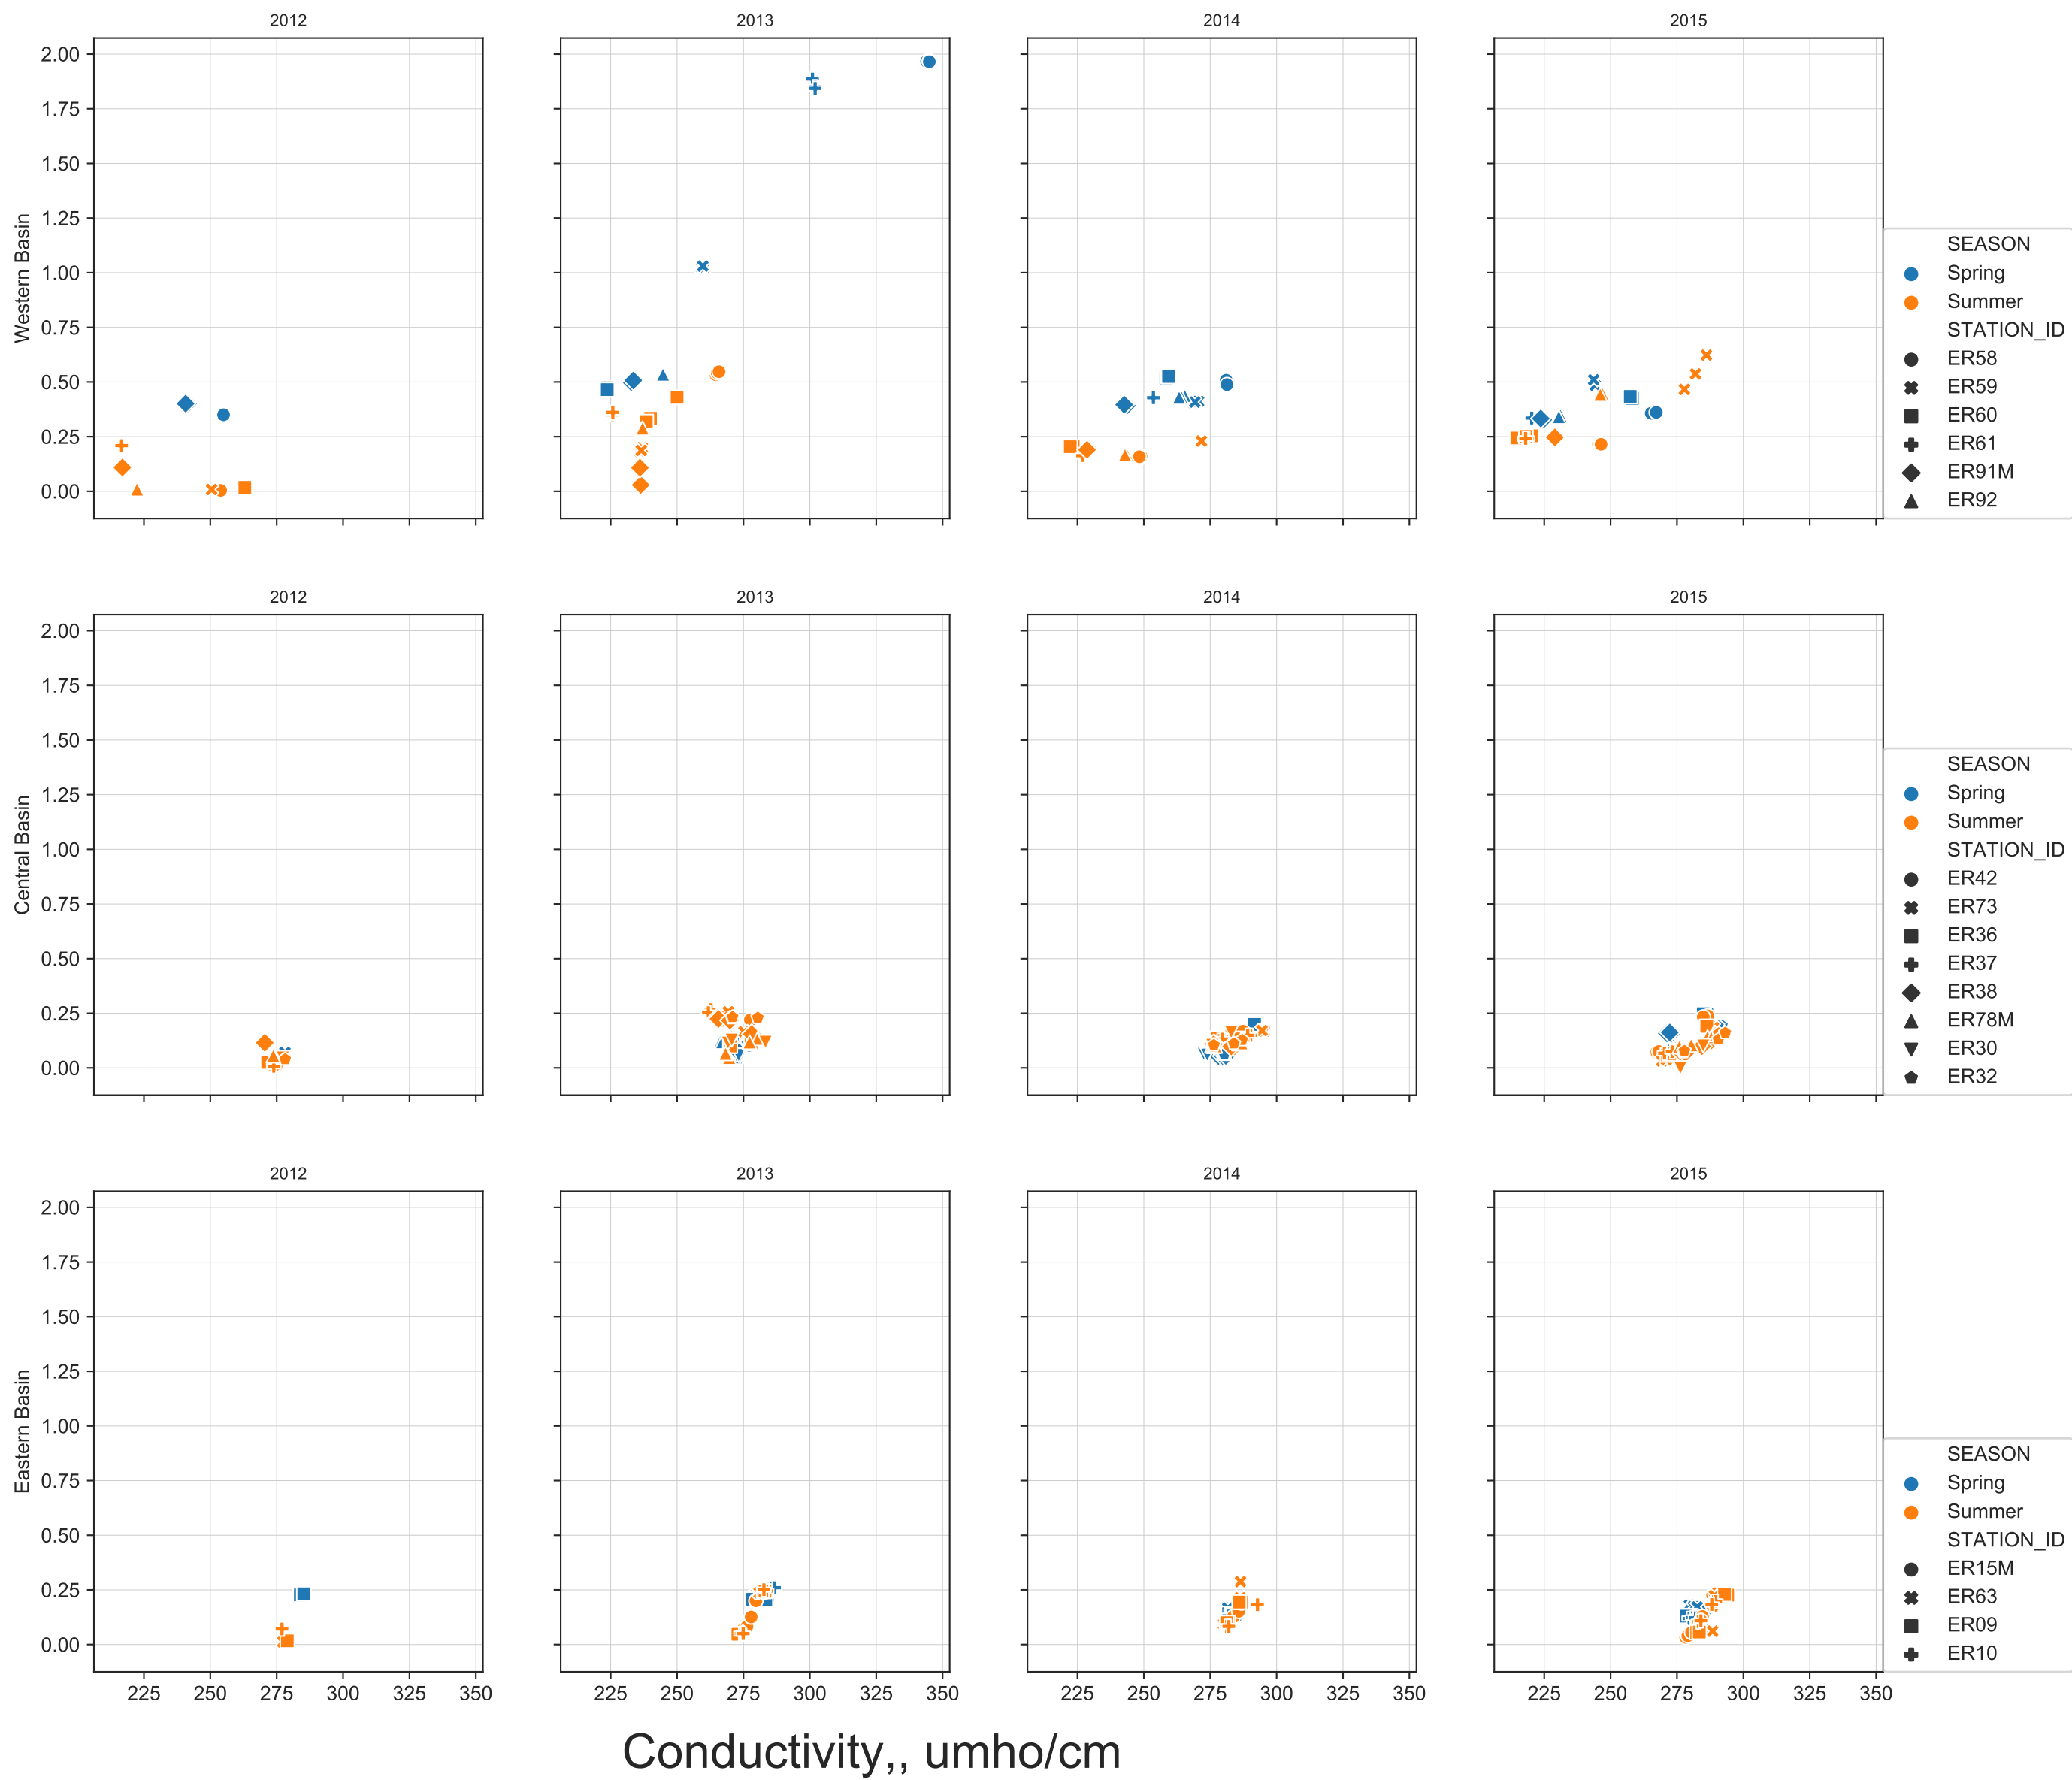 2012 2013 2014 2015
2.00
1.75
1.50
1.25
1.00
0.75
0.50
0.25
0.00
Western Basin
SEASON
Spring
Summer
STATION_ID
ER58
ER59
ER60
ER61
ER91M
ER92
2012 2013 2014 2015
2.00
1.75
1.50
1.25
1.00
0.75
0.50
0.25
0.00
Central Basin
SEASON
Spring
Summer
STATION_ID
ER42
ER73
ER36
ER37
ER38
ER78M
ER30
ER32
2012 2013 2014 2015
2.00
1.75
1.50
1.25
1.00
0.75
0.50
0.25
0.00
Eastern Basin
SEASON
Spring
Summer
STATION_ID
ER15M
ER63
ER09
ER10
225 250 275 300 325 350 225 250 275 300 325 350 225 250 275 300 325 350 225 250 275 300 325 350
Conductivity,, umho/cm